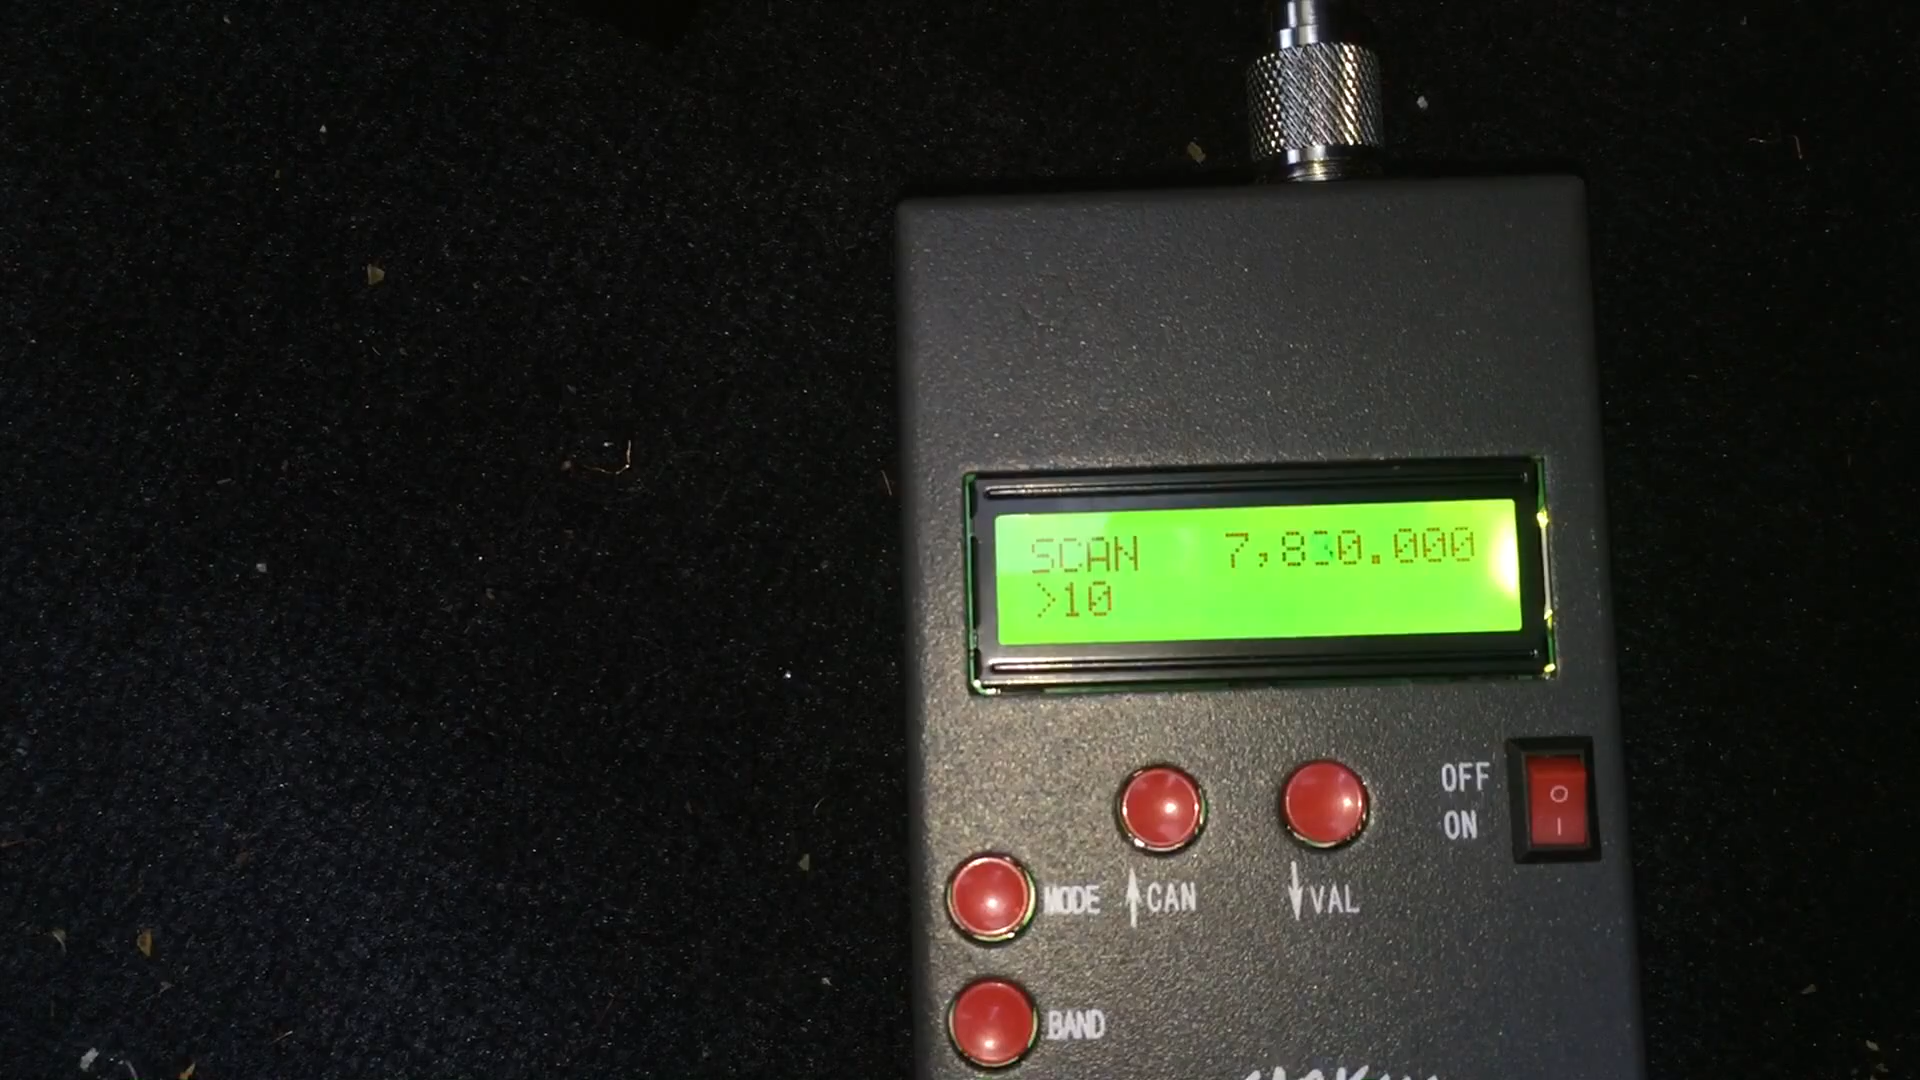 SCAN 7,830.000
>10
OFF
ON
MODE ↑CAN ↓VAL
BAND